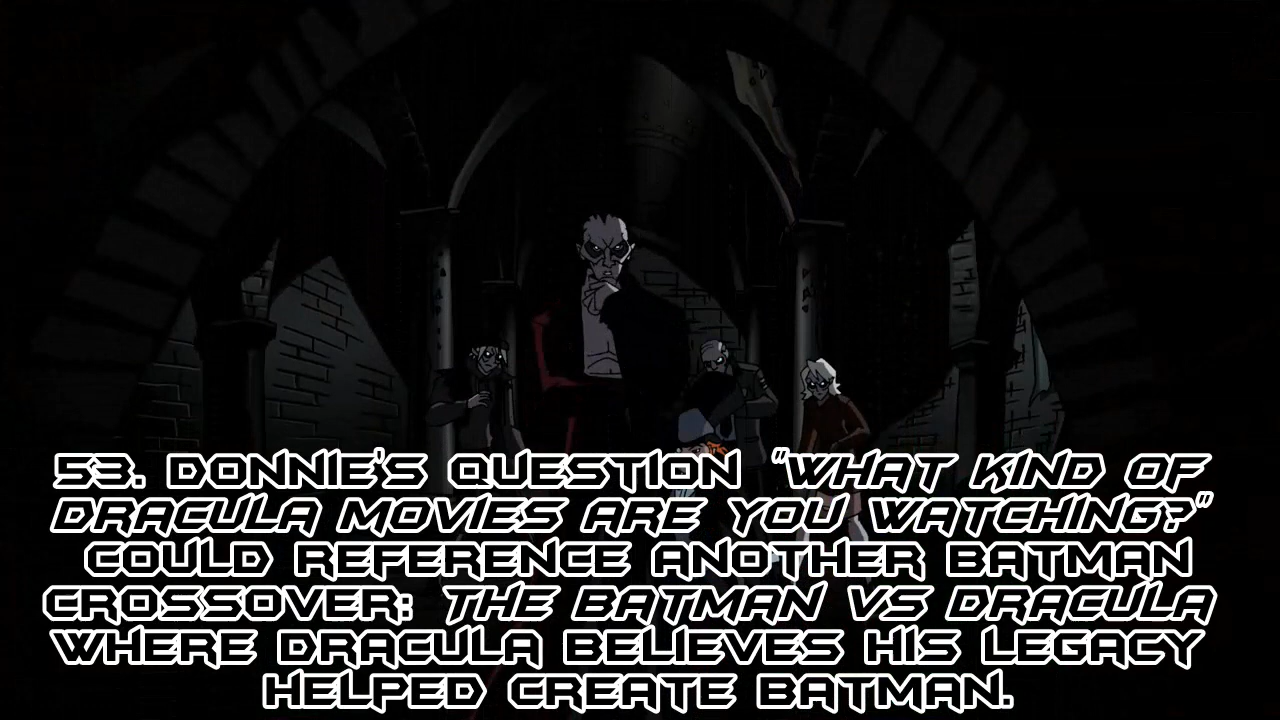 53. DONNIE'S QUESTION "WHAT KIND OF
DRACULA MOVIES ARE YOU WATCHING?"
COULD REFERENCE ANOTHER BATMAN
CROSSOVER: THE BATMAN VS DRACULA
WHERE DRACULA BELIEVES HIS LEGACY
HELPED CREATE BATMAN.